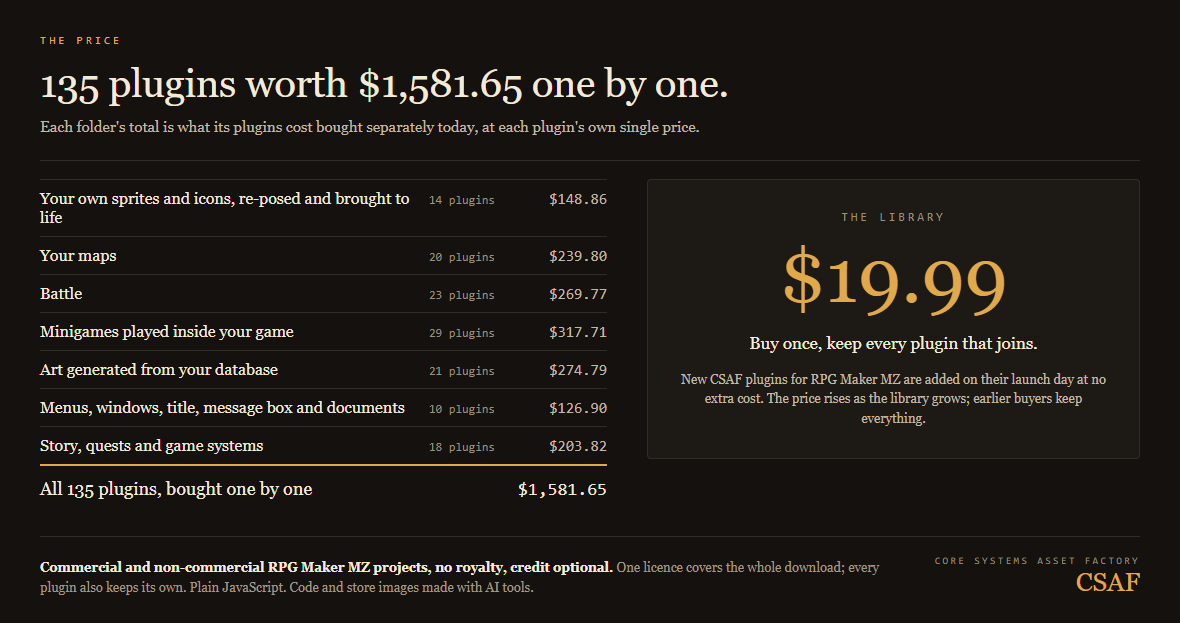 THE PRICE
135 plugins worth $1,581.65 one by one.
Each folder's total is what its plugins cost bought separately today, at each plugin's own single price.
Your own sprites and icons, re-posed and brought to life 14 plugins $148.86
Your maps 20 plugins $239.80
Battle 23 plugins $269.77
Minigames played inside your game 29 plugins $317.71
Art generated from your database 21 plugins $274.79
Menus, windows, title, message box and documents 10 plugins $126.90
Story, quests and game systems 18 plugins $203.82
All 135 plugins, bought one by one $1,581.65
THE LIBRARY
$19.99
Buy once, keep every plugin that joins.
New CSAF plugins for RPG Maker MZ are added on their launch day at no
extra cost. The price rises as the library grows; earlier buyers keep
everything.
Commercial and non-commercial RPG Maker MZ projects, no royalty, credit optional. One licence covers the whole download; every
plugin also keeps its own. Plain JavaScript. Code and store images made with AI tools.
CORE SYSTEMS ASSET FACTORY
CSAF